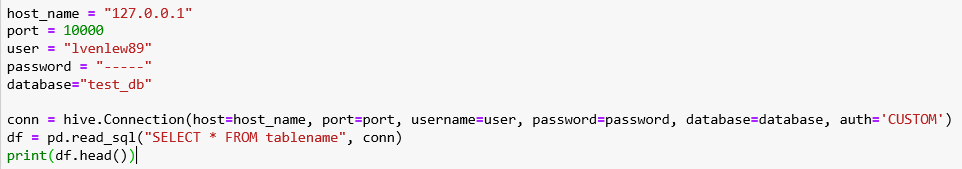 host_name = "127.0.0.1"
port = 10000
user = "lvenlew89"
password = "-----"
database="test_db"
conn = hive.Connection(host=host_name, port=port, username=user, password=password, database=database, auth='CUSTOM')
df = pd.read_sql("SELECT * FROM tablename", conn)
print(df.head())